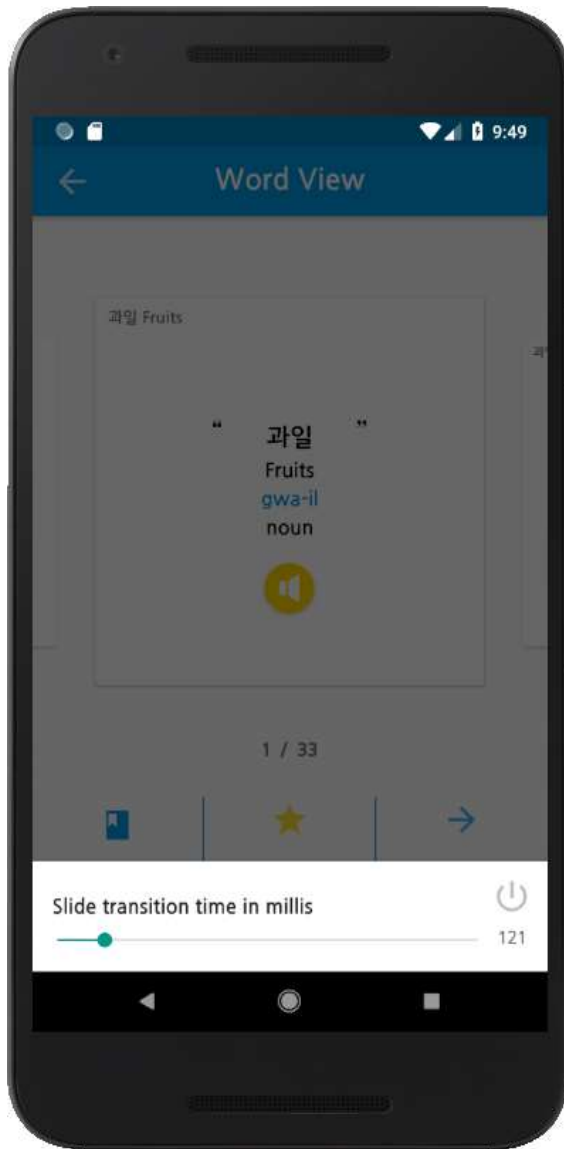 9:49
Word View
과일 Fruits
“ 과일 ”
Fruits
gwa-il
noun
1 / 33
Slide transition time in millis
121